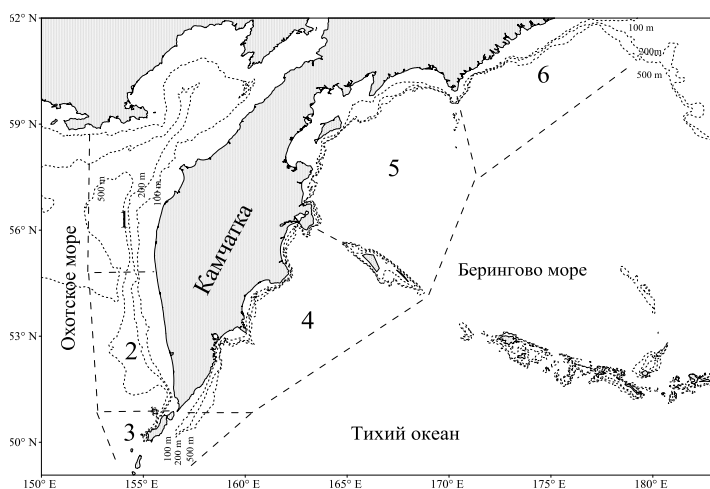 62° N
100 m
200 m
500 m
6
59° N
5
500 m
200 m
100 m
1
Камчатка
56° N
Охотское море
Берингово море
4
53° N
2
3
Тихий океан
50° N
100 m
200 m
500 m
150° E
155° E
160° E
165° E
170° E
175° E
180° E